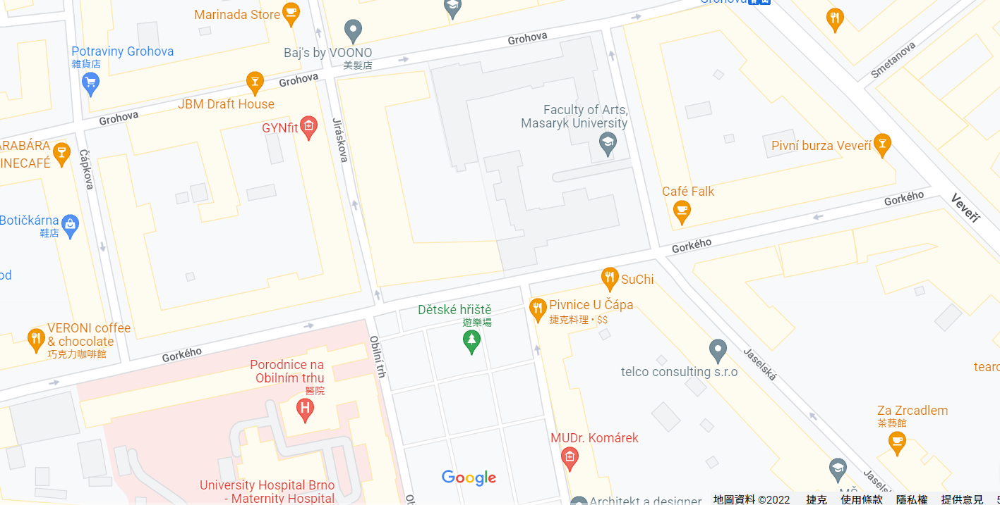 Grohova
Marinada Store
Grohova
Potraviny Grohova
雜貨店
Baj's by VOONO
美髮店
Smetanova
Grohova
JBM Draft House
Grohova
Faculty of Arts,
Masaryk University
GYNfit
Jiráskova
ARABÁRA
INECAFÉ
Čápkova
Pivní burza Veveří
Café Falk
Gorkého
Veveří
Botičkárna
鞋店
Gorkého
od
SuChi
Dětské hřiště
遊樂場
Pivnice U Čápa
捷克料理 • $$
VERONI coffee
& chocolate
巧克力咖啡館
Gorkého
Obilní trh
Porodnice na
Obilním trhu
醫院
H
telco consulting s.r.o
Jaselská
tearo
Za Zrcadlem
茶藝館
MUDr. Komárek
Google
University Hospital Brno
- Maternity Hospital
Jaselsk
MŠ
Ob
Architekt a designer
地圖資料 ©2022 捷克 使用條款 隱私權 提供意見 5